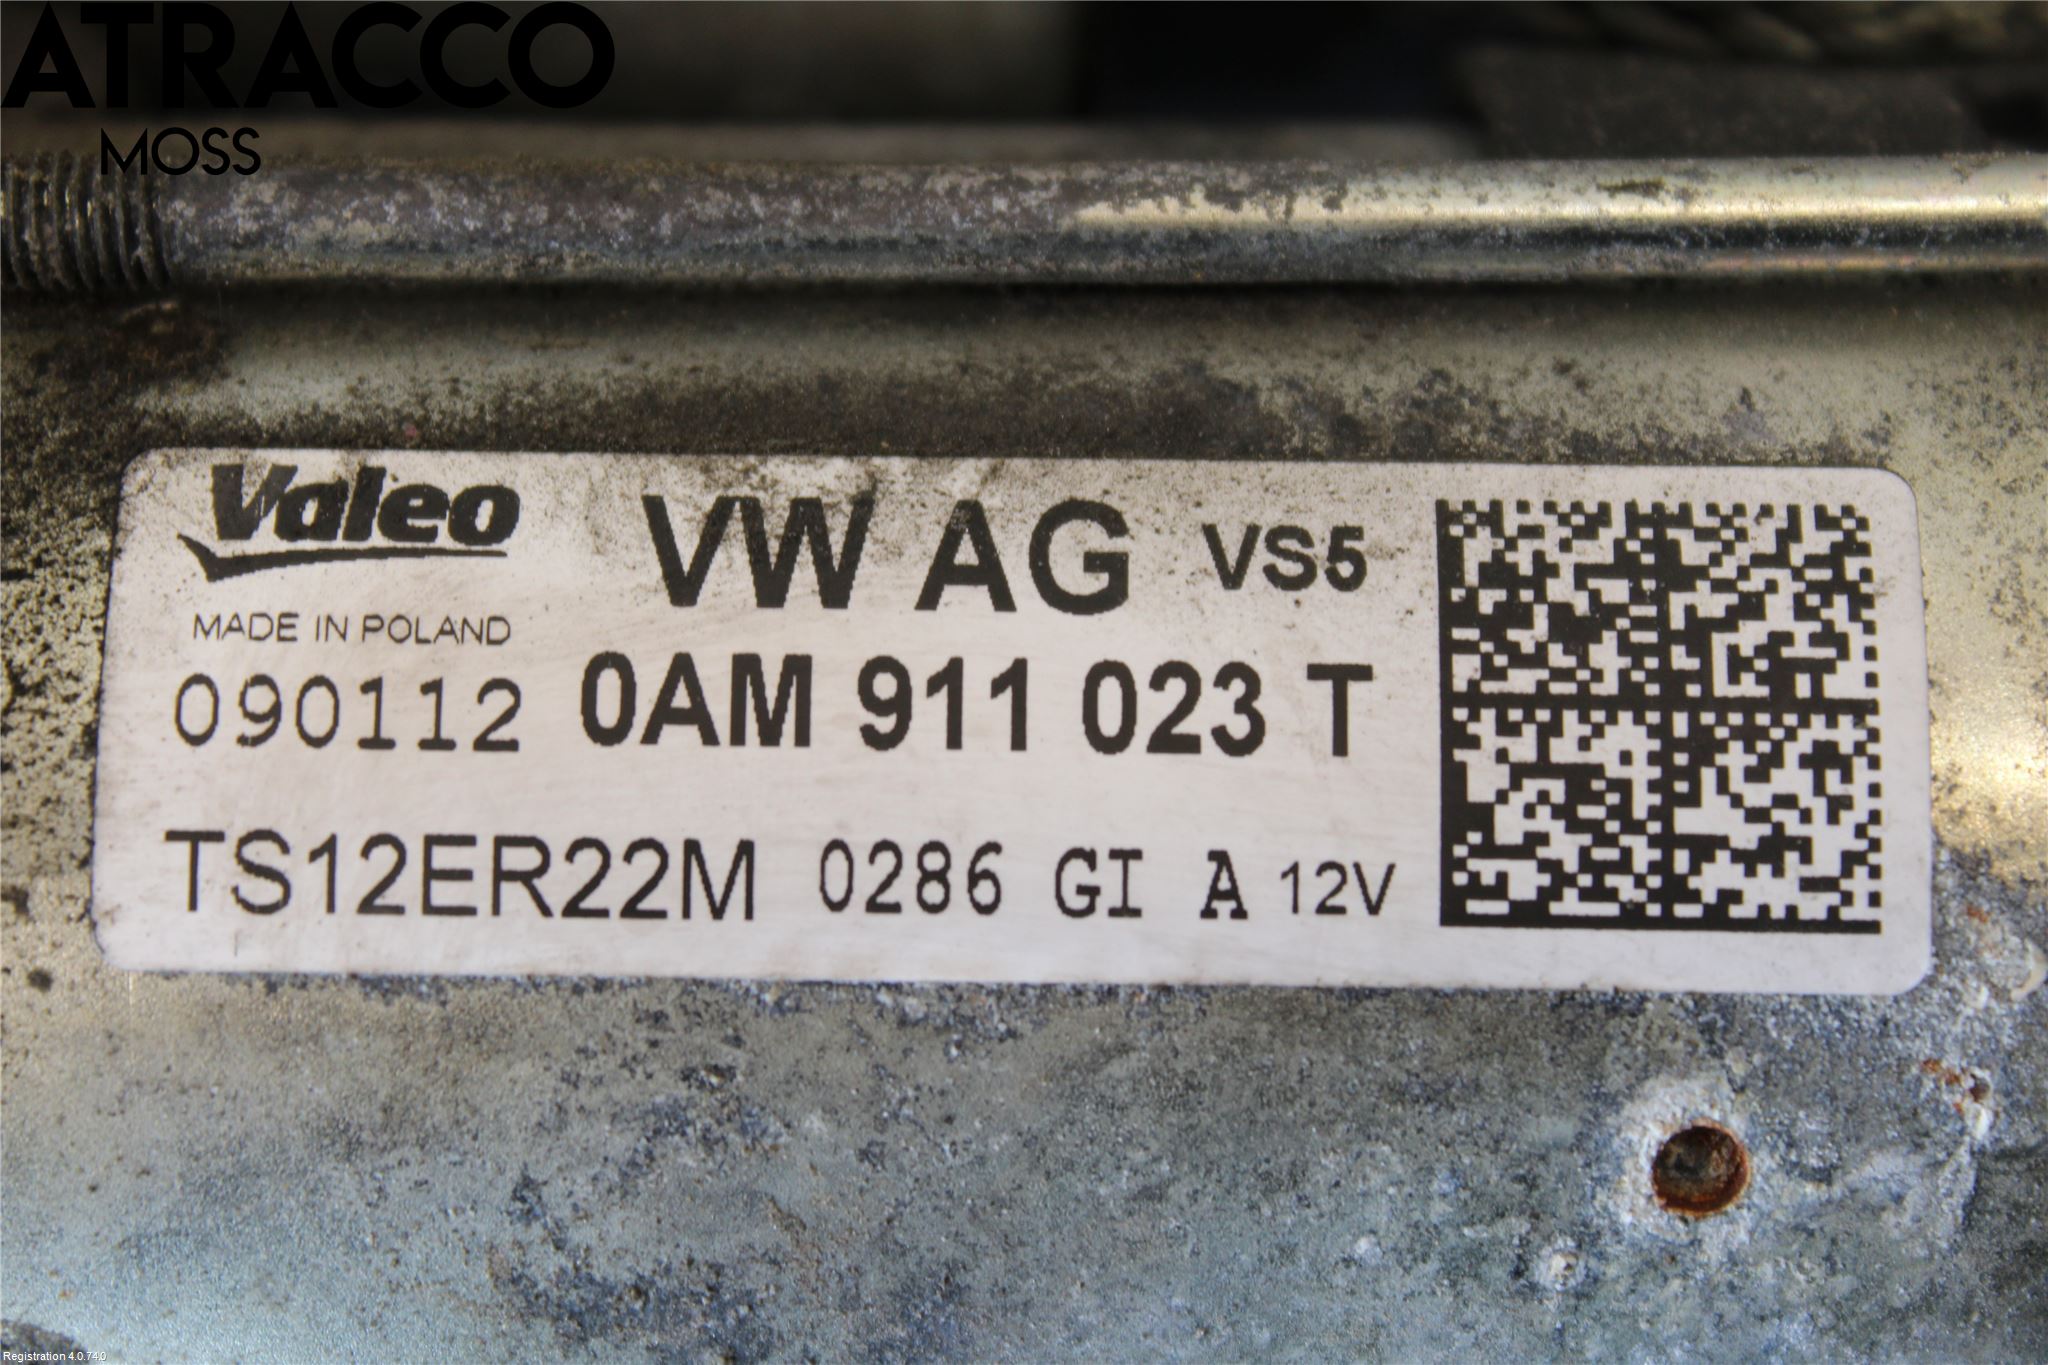 ATRACCO
MOSS
Valeo
VW AG VS5
MADE IN POLAND
090112 0AM 911 023 T
TS12ER22M 0286 GI A 12V
Registration 4.0.74.0